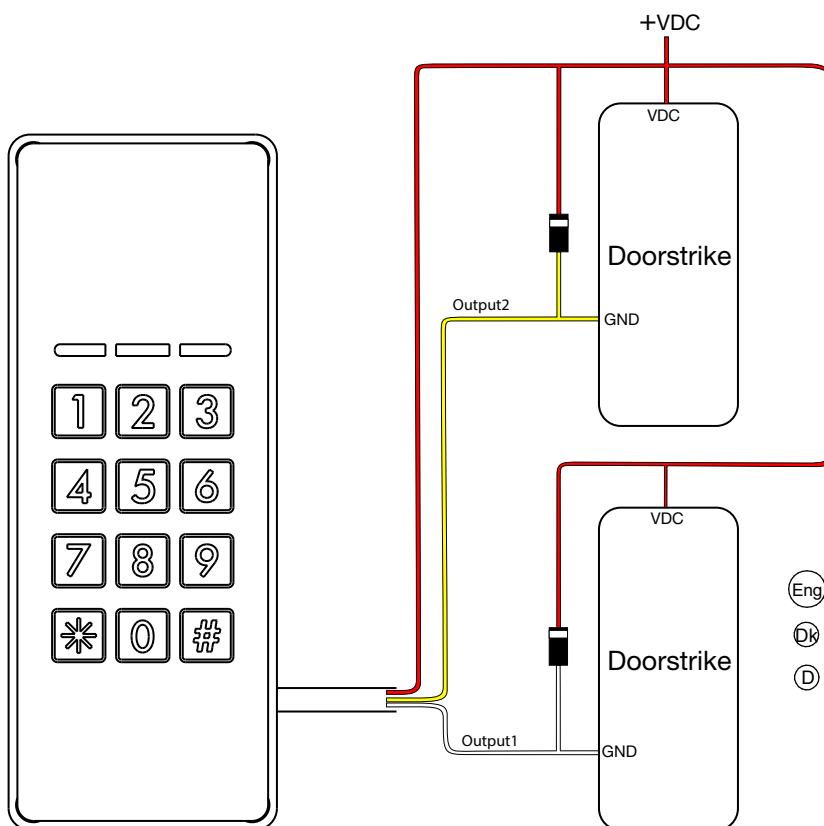 +VDC
VDC
Doorstrike
Output2
GND
1 2 3
4 5 6
7 8 9
* 0 #
VDC
Doorstrike
Output1
GND
Eng
Dk
D